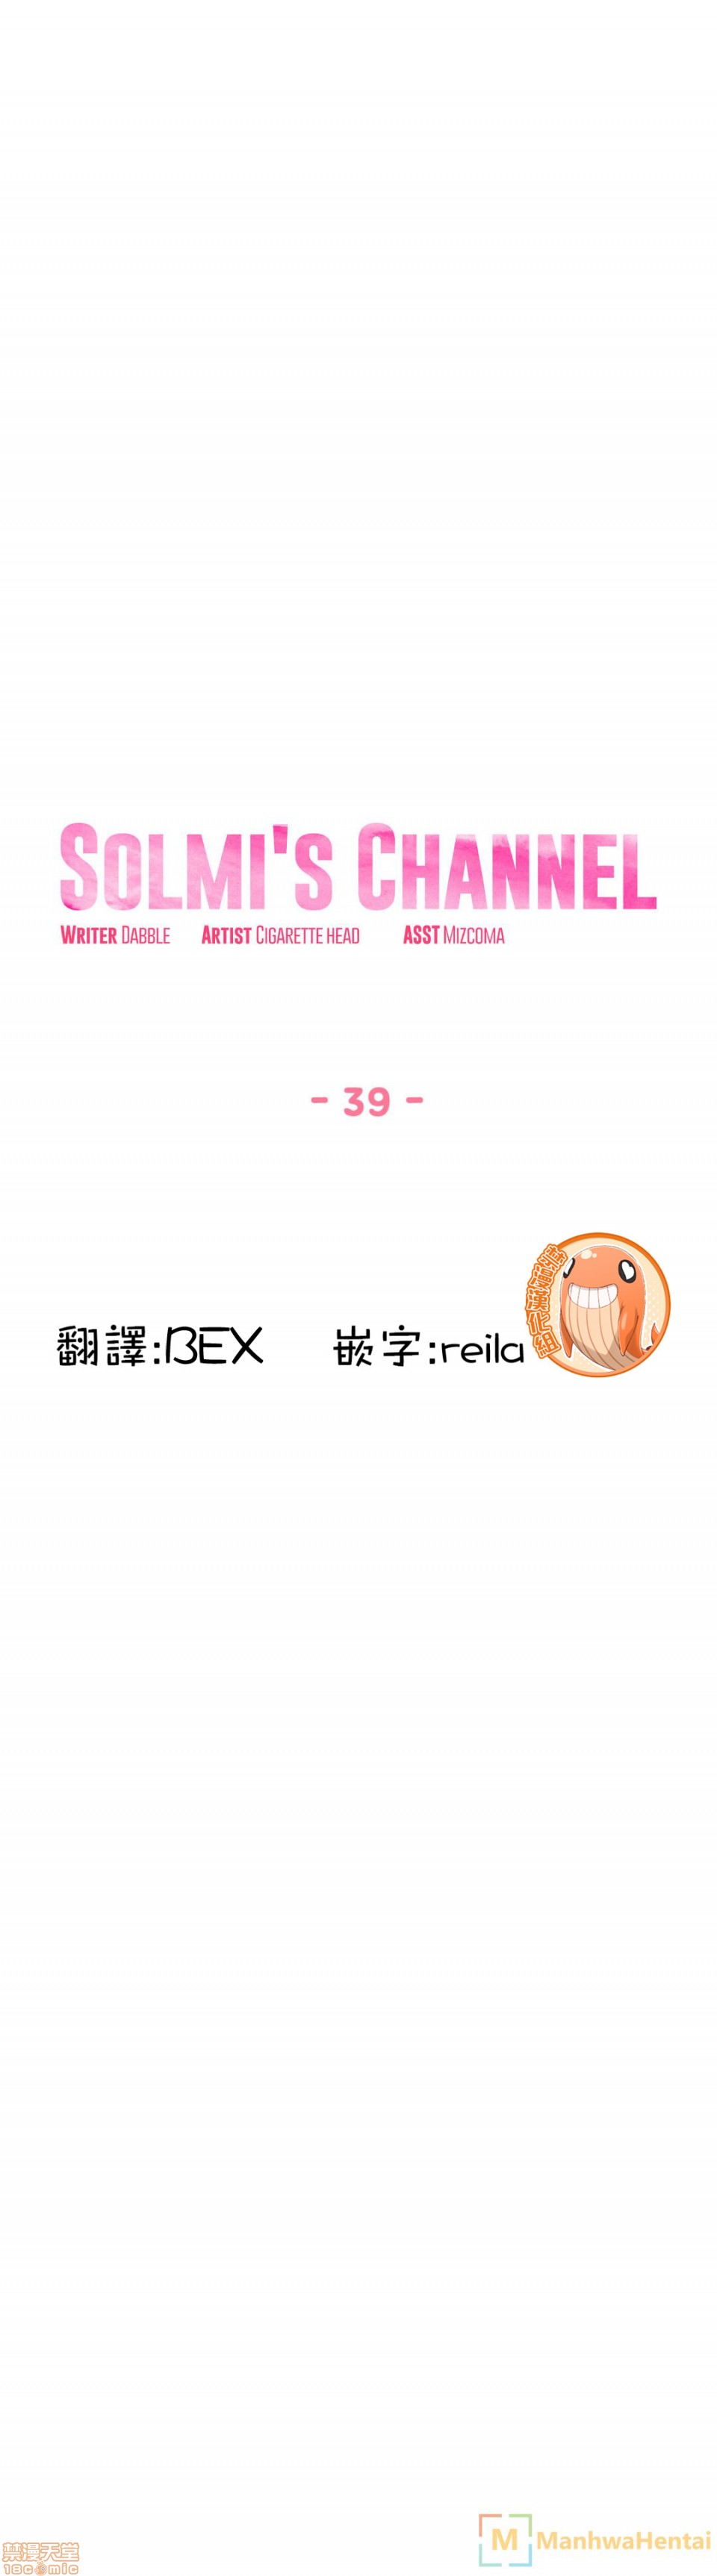 SOLMI'S CHANNEL
WRITER DABBLE ARTIST CIGARETTE HEAD ASST MIZCOMA
- 39 -
翻譯:BEX 嵌字:reila
漢化組
M ManhwaHentai
禁漫天堂
18comic